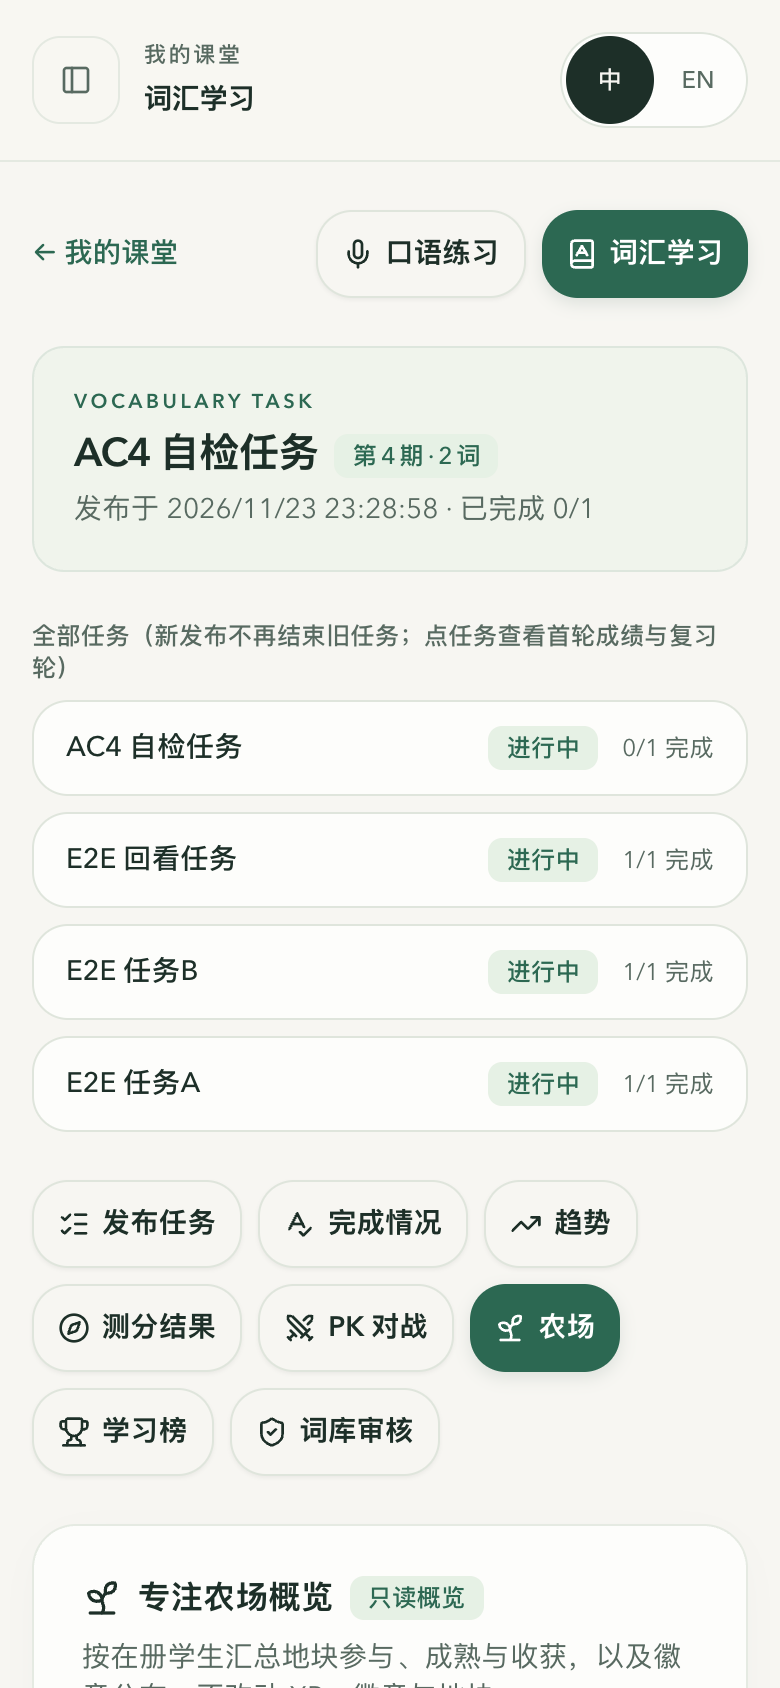 我的课堂
词汇学习
中
EN
← 我的课堂
口语练习
词汇学习
VOCABULARY TASK
AC4 自检任务 第 4 期 · 2 词
发布于 2026/11/23 23:28:58 · 已完成 0/1
全部任务（新发布不再结束旧任务；点任务查看首轮成绩与复习
轮）
AC4 自检任务 进行中 0/1 完成
E2E 回看任务 进行中 1/1 完成
E2E 任务B 进行中 1/1 完成
E2E 任务A 进行中 1/1 完成
发布任务 完成情况 趋势
测分结果 PK 对战 农场
学习榜 词库审核
专注农场概览 只读概览
按在册学生汇总地块参与、成熟与收获，以及徽